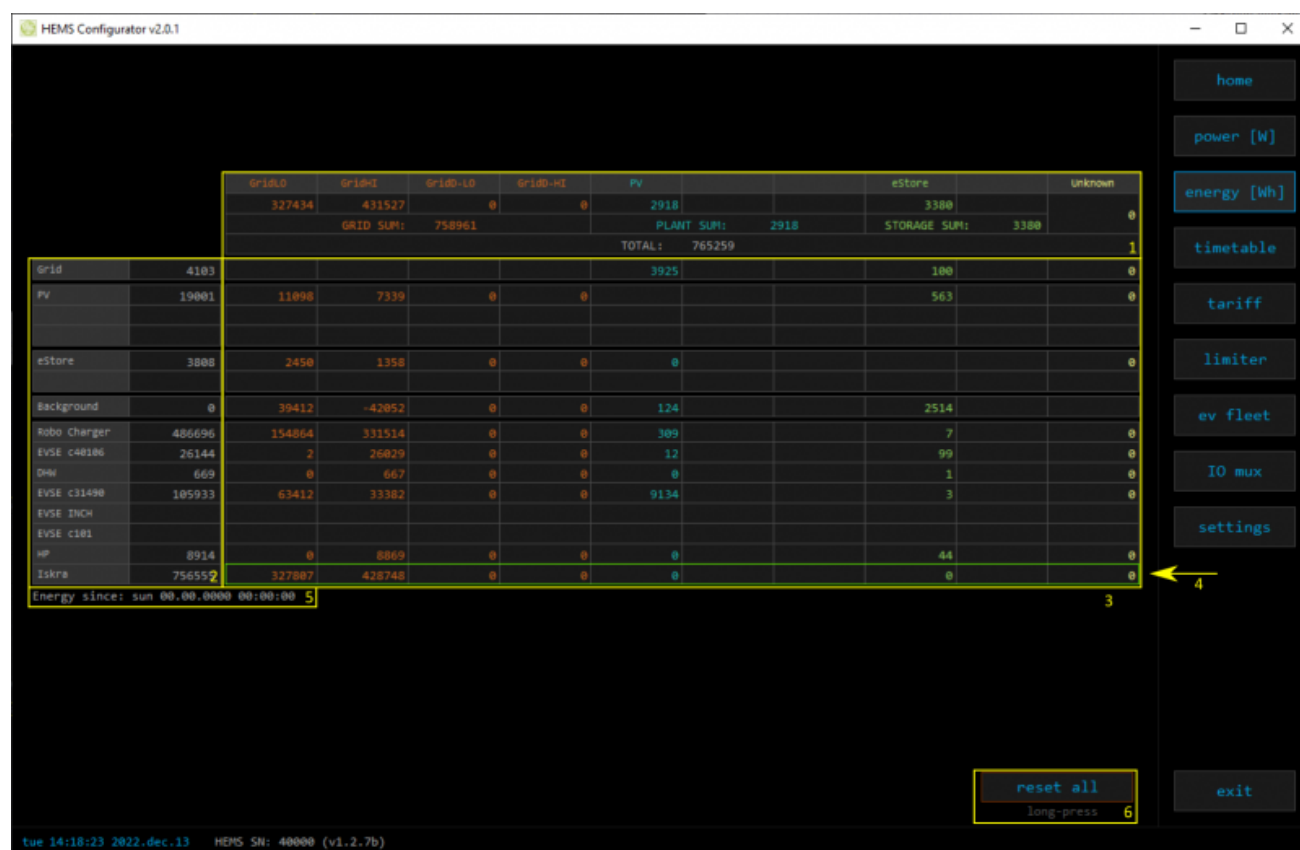 HEMS Configurator v2.0.1
home
power [W]
GridLO GridHI GridD-LO GridD-HI PV eStore Unknown
energy [Wh]
327434 431527 0 0 2918 3380 0
GRID SUM: 758961 PLANT SUM: 2918 STORAGE SUM: 3380
TOTAL: 765259 1
timetable
Grid 4103 3925 100 0
PV 19001 11098 7339 0 0 563 0
tariff
eStore 3808 2450 1358 0 0 0 0
limiter
Background 0 39412 -42052 0 0 124 2514
ev fleet
Robo Charger 486696 154864 331514 0 0 309 7 0
EVSE c40106 26144 2 26029 0 0 12 99 0
DHW 669 0 667 0 0 0 1 0
IO mux
EVSE c31490 105933 63412 33382 0 0 9134 3 0
EVSE INCH
EVSE c101
settings
HP 8914 0 8869 0 0 0 44 0
Iskra 2 327807 428748 0 0 0 0 0
4
Energy since: sun 00.00.0000 00:00:00 5
3
reset all
long-press 6
exit
tue 14:18:23 2022.dec.13 HEMS SN: 40000 (v1.2.7b)